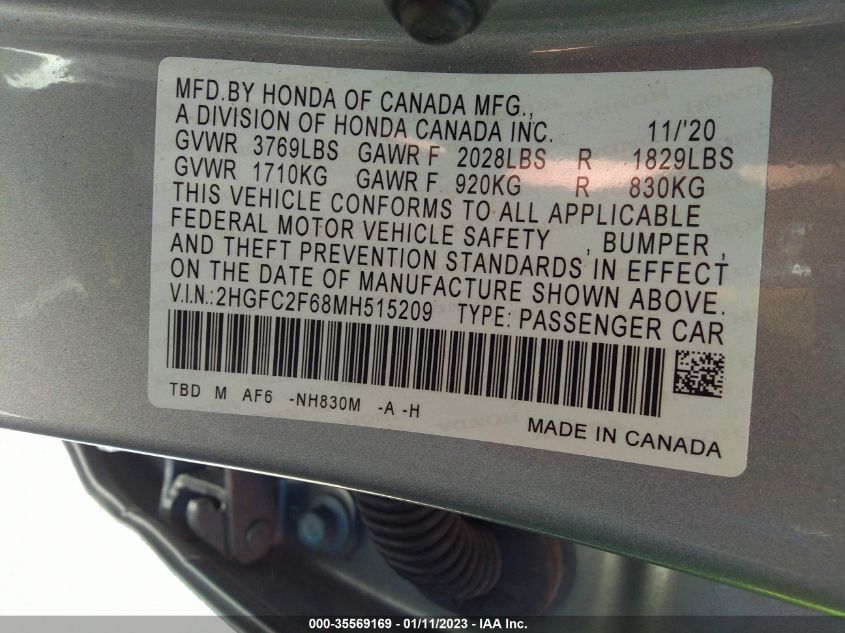 MFD.BY HONDA OF CANADA MFG.,
A DIVISION OF HONDA CANADA INC. 11/'20
GVWR 3769LBS GAWR F 2028LBS R 1829LBS
GVWR 1710KG GAWR F 920KG R 830KG
THIS VEHICLE CONFORMS TO ALL APPLICABLE
FEDERAL MOTOR VEHICLE SAFETY , BUMPER ,
AND THEFT PREVENTION STANDARDS IN EFFECT
ON THE DATE OF MANUFACTURE SHOWN ABOVE.
V.I.N.:2HGFC2F68MH515209 TYPE: PASSENGER CAR
TBD M AF6 -NH830M -A -H
MADE IN CANADA
000-35569169 / 01/11/2023 - IAA Inc.